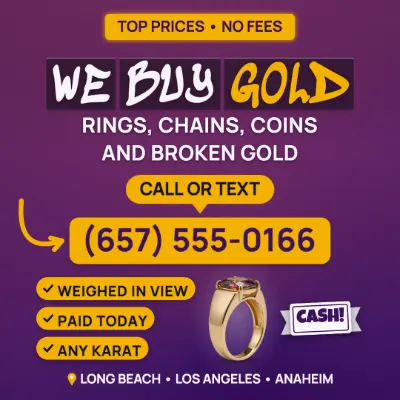 TOP PRICES • NO FEES
WE BUY GOLD
RINGS, CHAINS, COINS
AND BROKEN GOLD
CALL OR TEXT
(657) 555-0166
WEIGHED IN VIEW
PAID TODAY
ANY KARAT
CASH!
LONG BEACH • LOS ANGELES • ANAHEIM